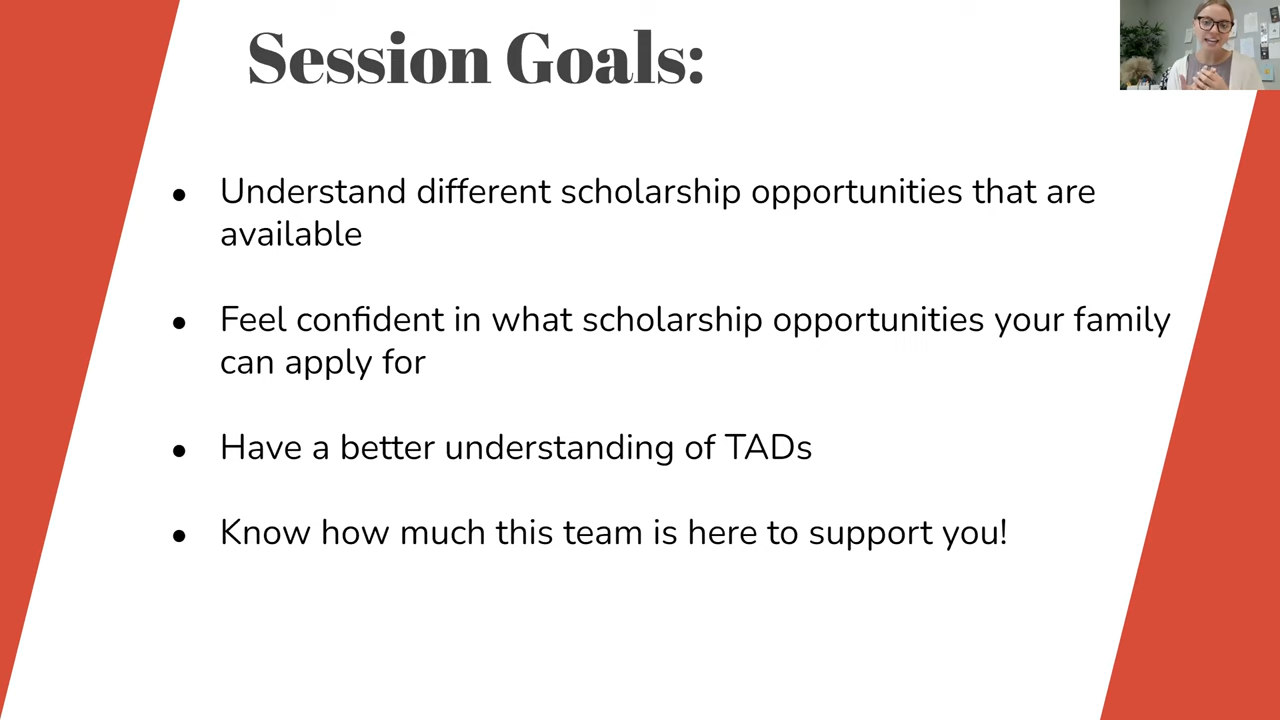 Session Goals:
● Understand different scholarship opportunities that are
available
● Feel confident in what scholarship opportunities your family
can apply for
● Have a better understanding of TADs
● Know how much this team is here to support you!